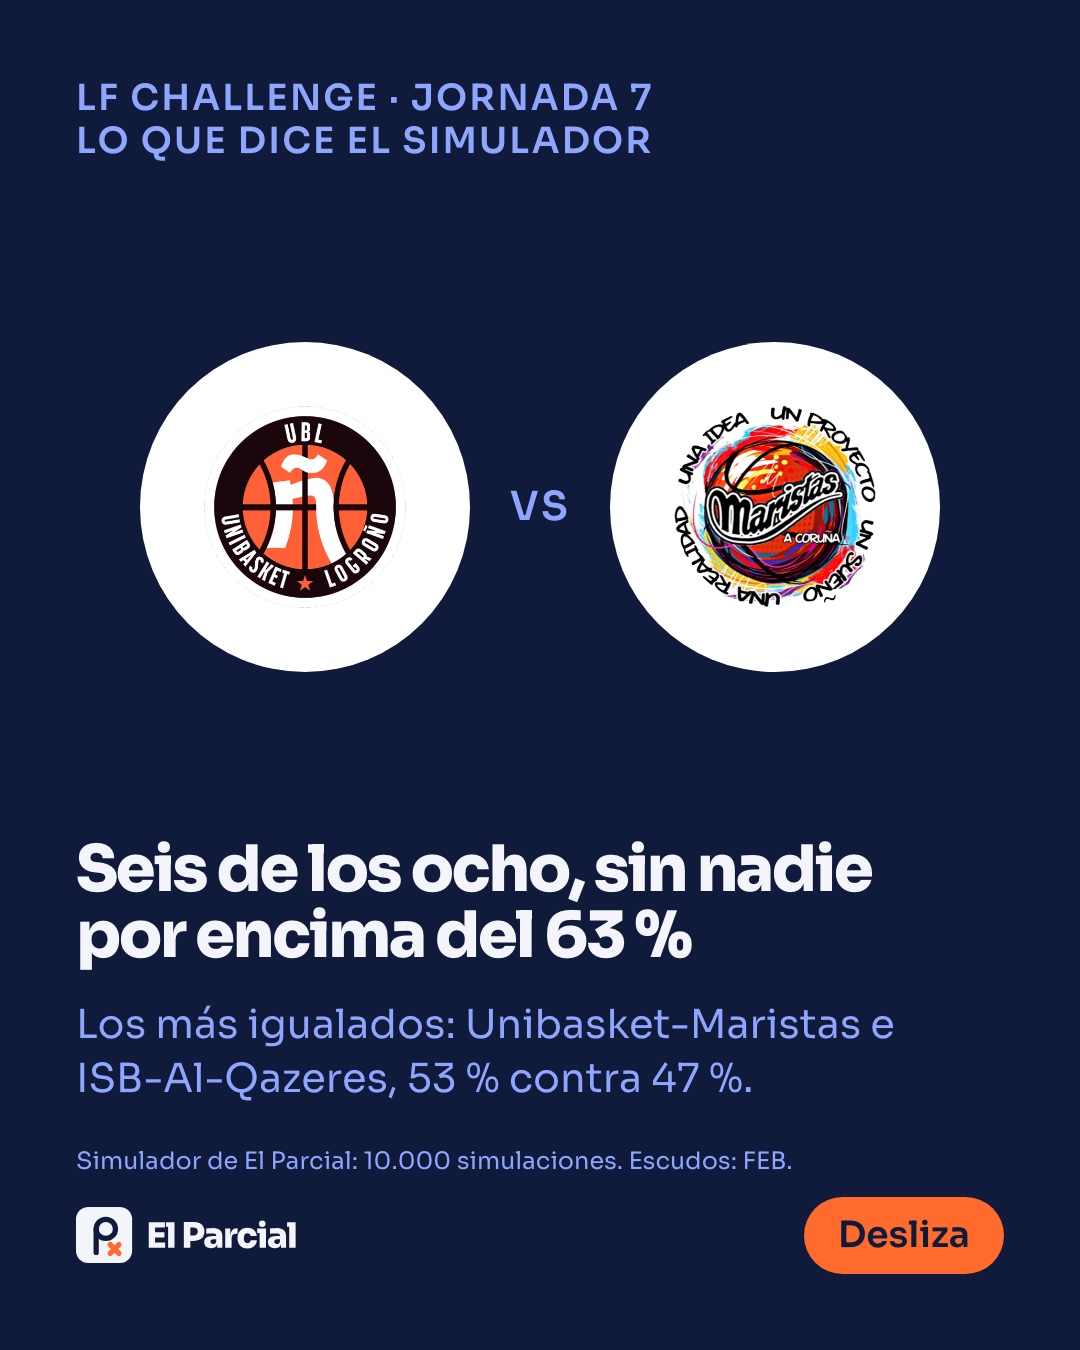 LF CHALLENGE · JORNADA 7
LO QUE DICE EL SIMULADOR
UBL
ñ
UNIBASKET ★ LOGROÑO
VS
UNA IDEA UN PROYECTO UN SUEÑO UNA REALIDAD
Maristas
A CORUÑA
Seis de los ocho, sin nadie
por encima del 63 %
Los más igualados: Unibasket-Maristas e
ISB-Al-Qazeres, 53 % contra 47 %.
Simulador de El Parcial: 10.000 simulaciones. Escudos: FEB.
El Parcial
Desliza